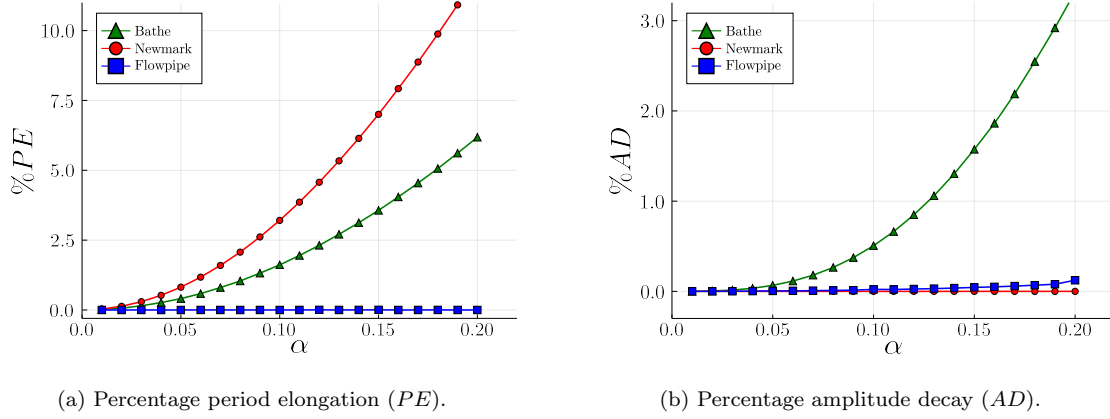 10.0
7.5
5.0
2.5
0.0
%PE
Bathe
Newmark
Flowpipe
0.0
0.05
0.10
0.15
0.20
α
(a) Percentage period elongation (PE).
3.0
2.0
1.0
0.0
%AD
Bathe
Newmark
Flowpipe
0.0
0.05
0.10
0.15
0.20
α
(b) Percentage amplitude decay (AD).